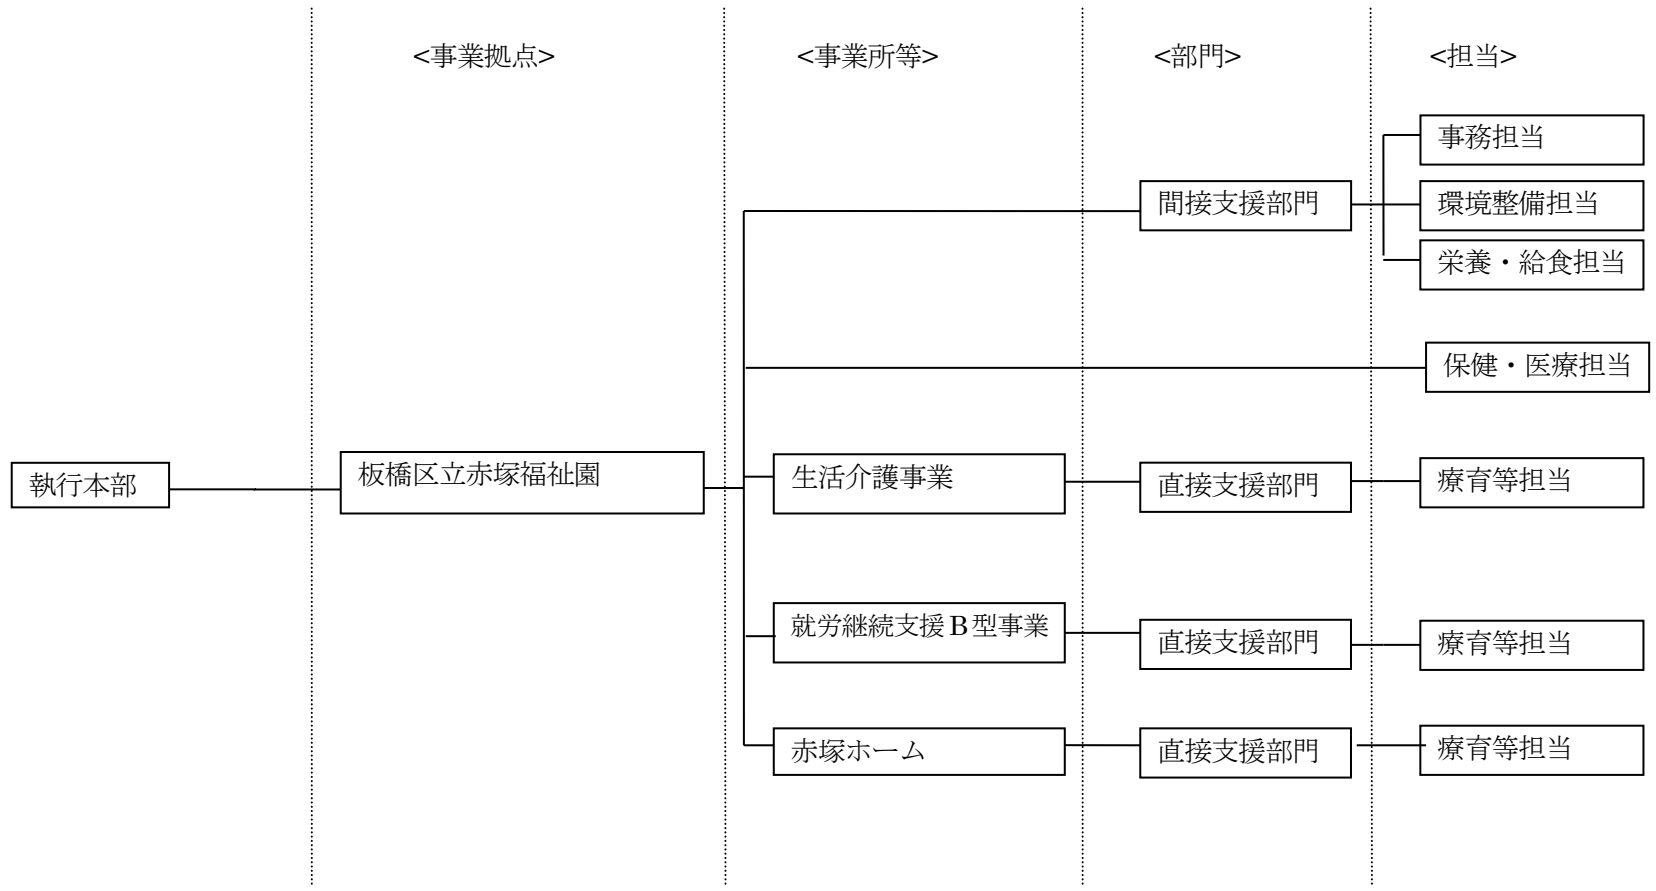 <事業拠点>
<事業所等>
<部門>
<担当>
事務担当
間接支援部門
環境整備担当
栄養・給食担当
保健・医療担当
執行本部
板橋区立赤塚福祉園
生活介護事業
直接支援部門
療育等担当
就労継続支援B型事業
直接支援部門
療育等担当
赤塚ホーム
直接支援部門
療育等担当